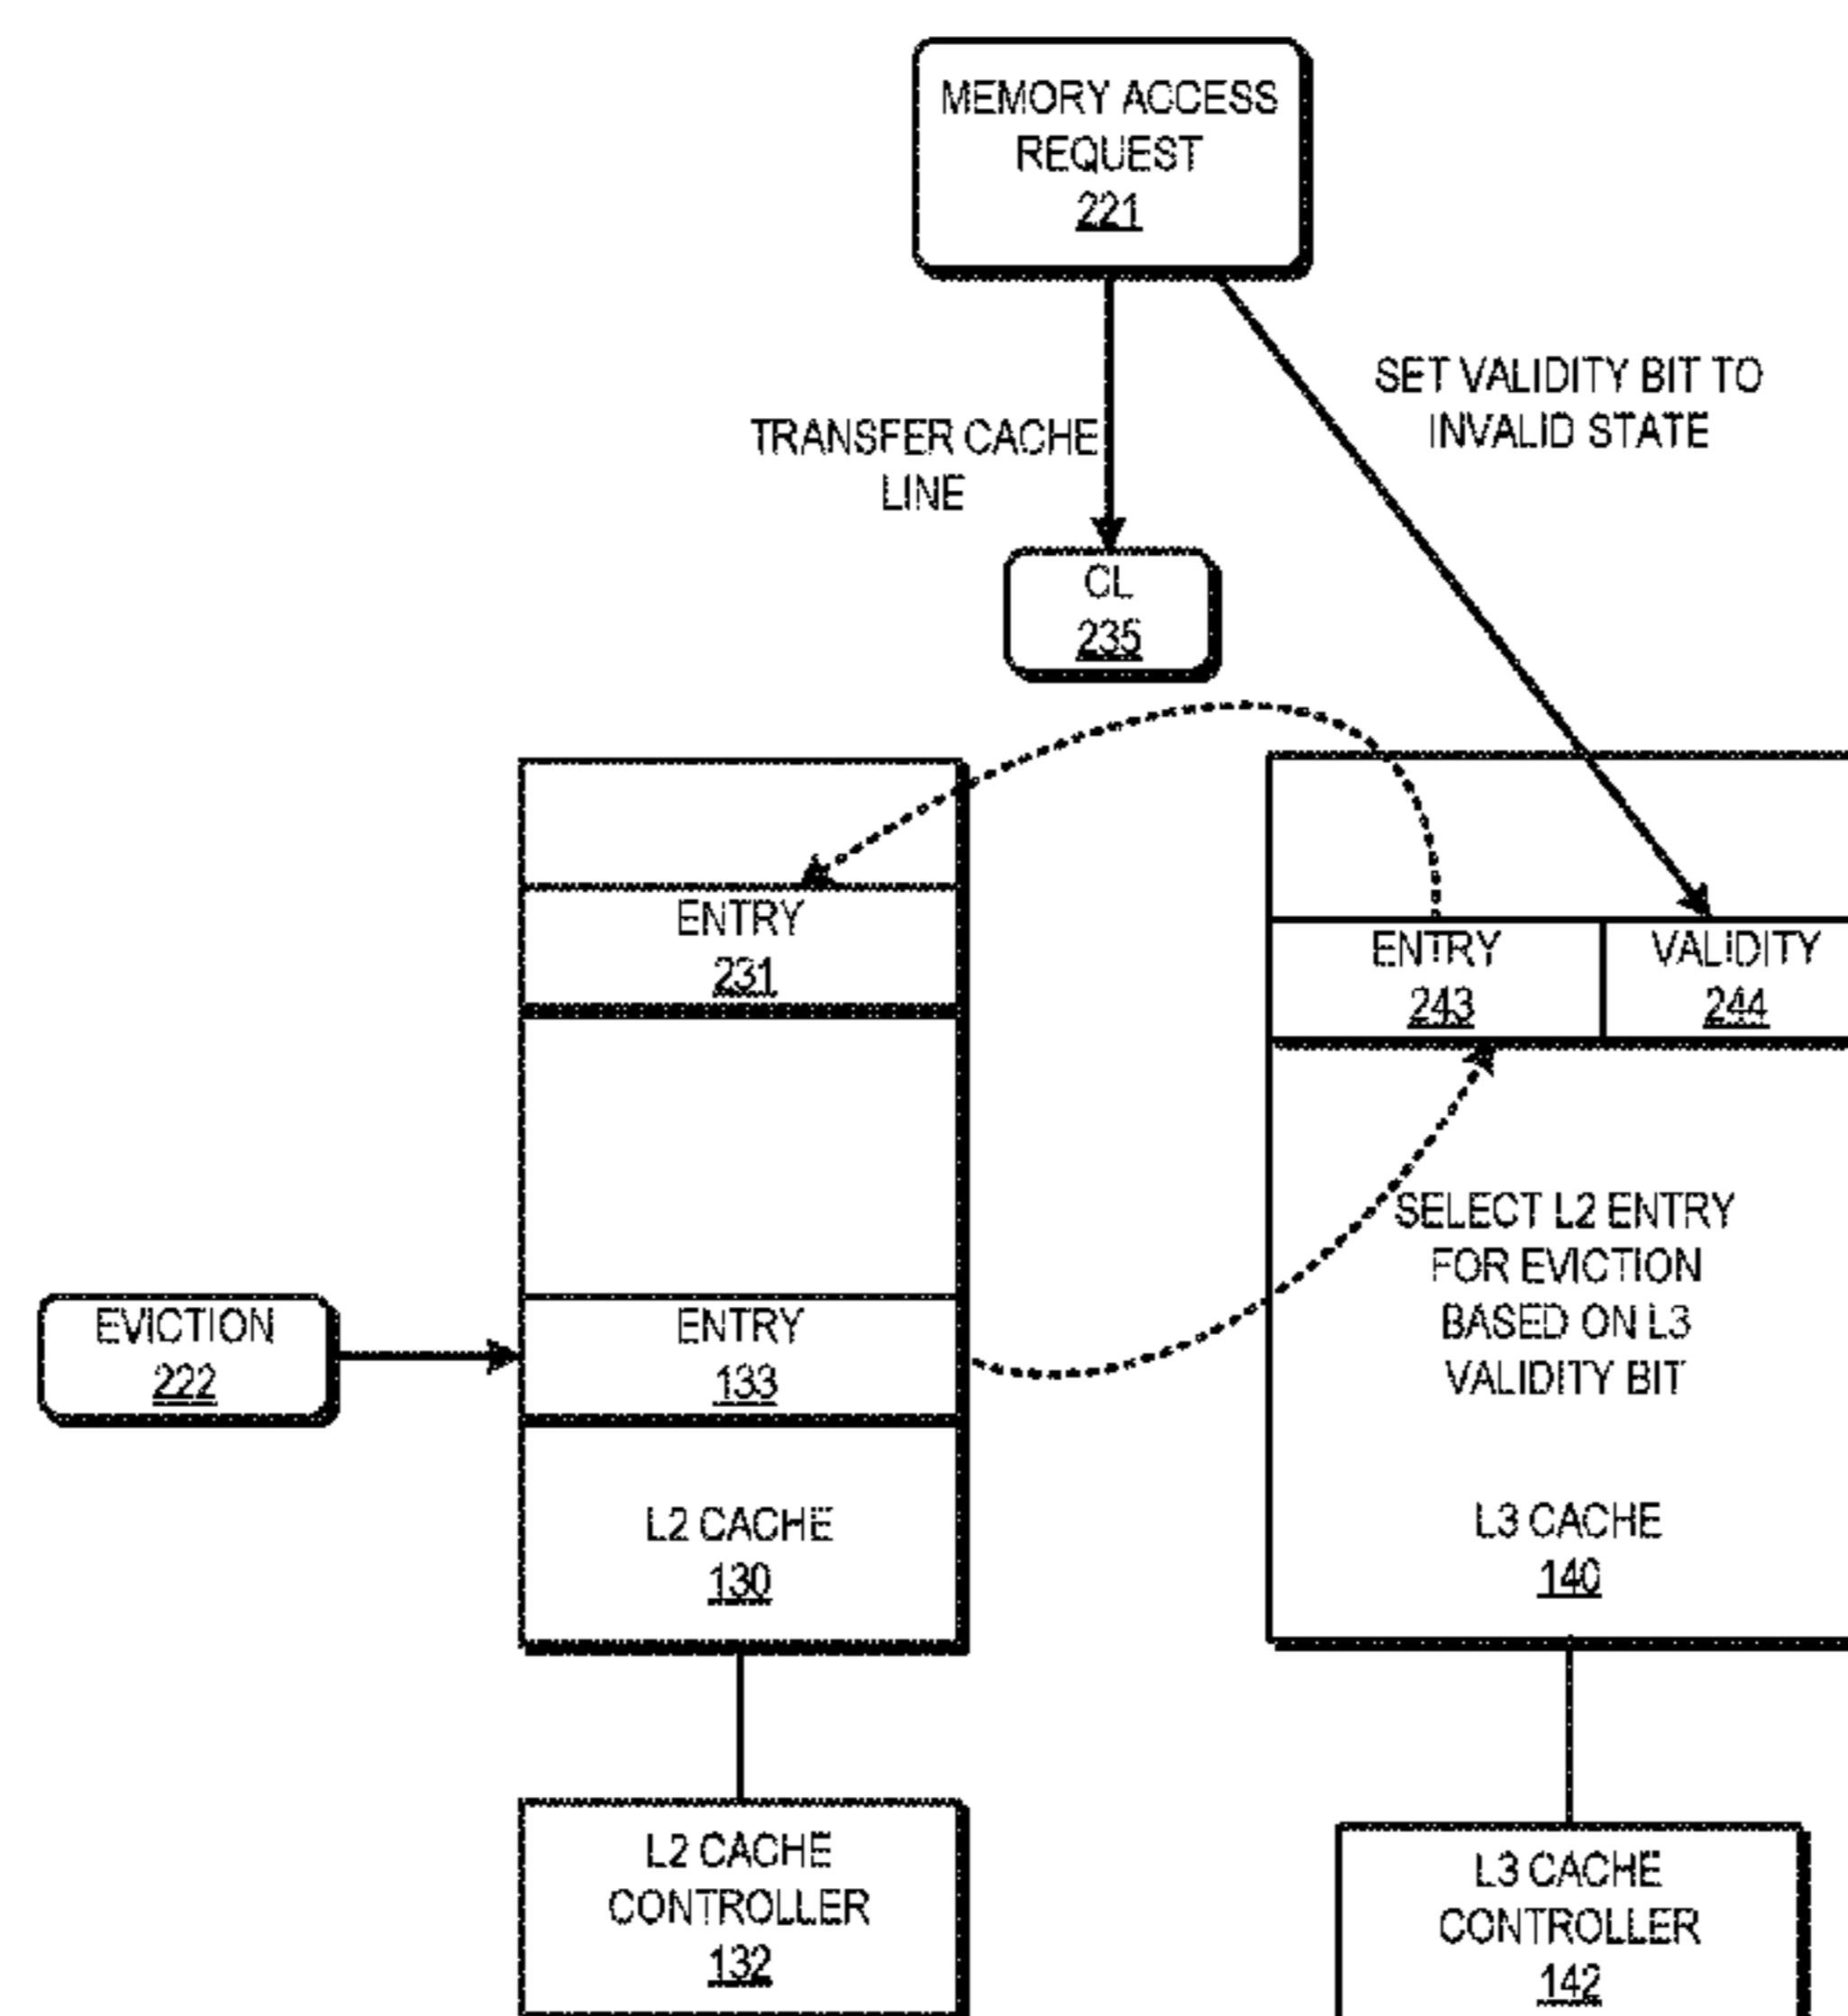 MEMORY ACCESS
REQUEST
221
SET VALIDITY BIT TO
INVALID STATE
TRANSFER CACHE
LINE
CL
235
ENTRY
231
ENTRY
243
VALIDITY
244
SELECT L2 ENTRY
FOR EVICTION
BASED ON L3
VALIDITY BIT
EVICTION
222
ENTRY
133
L2 CACHE
130
L3 CACHE
140
L2 CACHE
CONTROLLER
132
L3 CACHE
CONTROLLER
142